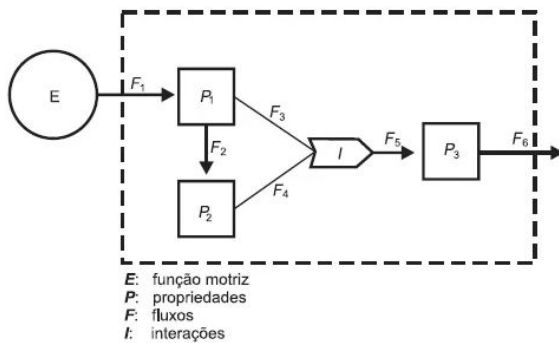 E
F₁
P₁
F₃
F₂
I
F₅
P₃
F₆
F₄
P₂
E: função motriz
P: propriedades
F: fluxos
I: interações